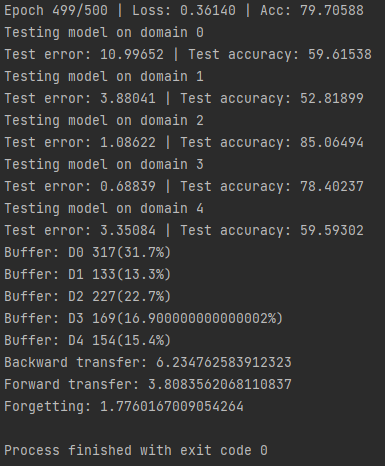 Epoch 499/500 | Loss: 0.36140 | Acc: 79.70588
Testing model on domain 0
Test error: 10.99652 | Test accuracy: 59.61538
Testing model on domain 1
Test error: 3.88041 | Test accuracy: 52.81899
Testing model on domain 2
Test error: 1.08622 | Test accuracy: 85.06494
Testing model on domain 3
Test error: 0.68839 | Test accuracy: 78.40237
Testing model on domain 4
Test error: 3.35084 | Test accuracy: 59.59302
Buffer: D0 317(31.7%)
Buffer: D1 133(13.3%)
Buffer: D2 227(22.7%)
Buffer: D3 169(16.900000000000002%)
Buffer: D4 154(15.4%)
Backward transfer: 6.234762583912323
Forward transfer: 3.8083562068110837
Forgetting: 1.7760167009054264
Process finished with exit code 0